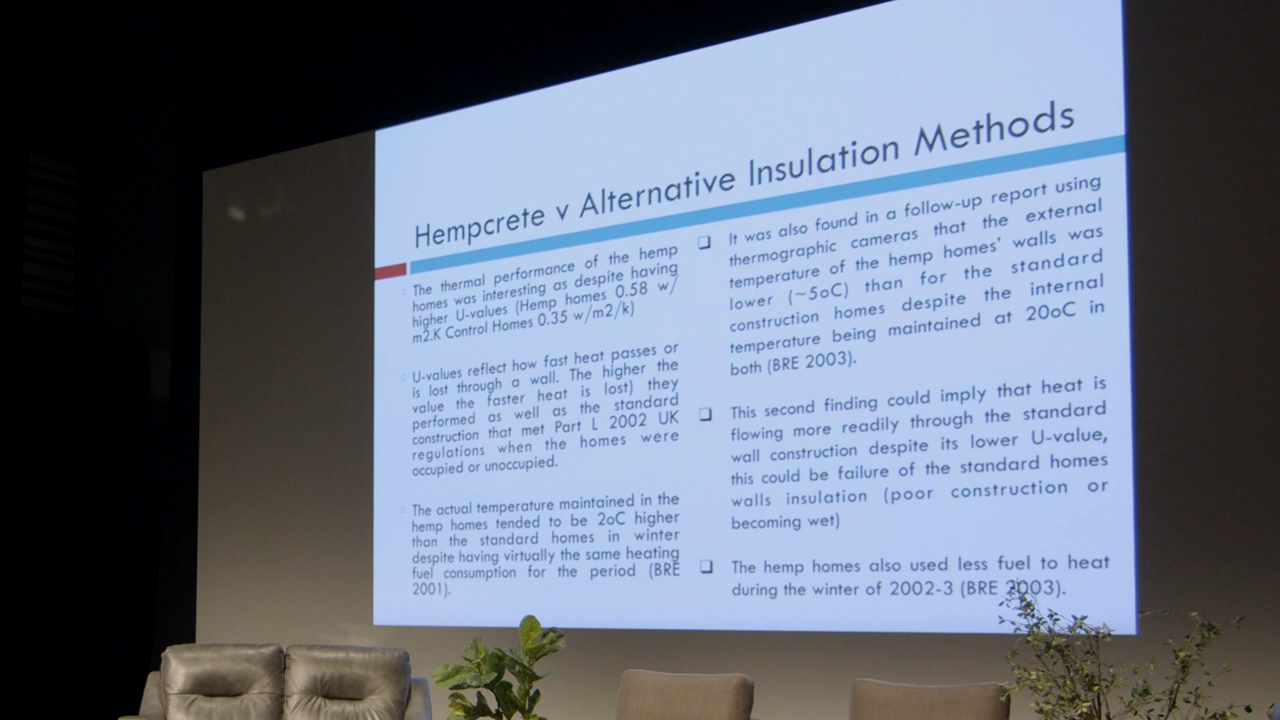 Hempcrete v Alternative Insulation Methods
The thermal performance of the hemp
homes was interesting as despite having
higher U-values (Hemp homes 0.58 w/
m2.K Control Homes 0.35 w/m2/k)
U-values reflect how fast heat passes or
is lost through a wall. The higher the
value the faster heat is lost) they
performed as well as the standard
construction that met Part L 2002 UK
regulations when the homes were
occupied or unoccupied.
The actual temperature maintained in the
hemp homes tended to be 2oC higher
than the standard homes in winter
despite having virtually the same heating
fuel consumption for the period (BRE
2001).
It was also found in a follow-up report using
thermographic cameras that the external
temperature of the hemp homes' walls was
lower (~5oC) than for the standard
construction homes despite the internal
temperature being maintained at 20oC in
both (BRE 2003).
This second finding could imply that heat is
flowing more readily through the standard
wall construction despite its lower U-value,
this could be failure of the standard homes
walls insulation (poor construction or
becoming wet)
The hemp homes also used less fuel to heat
during the winter of 2002-3 (BRE 2003).